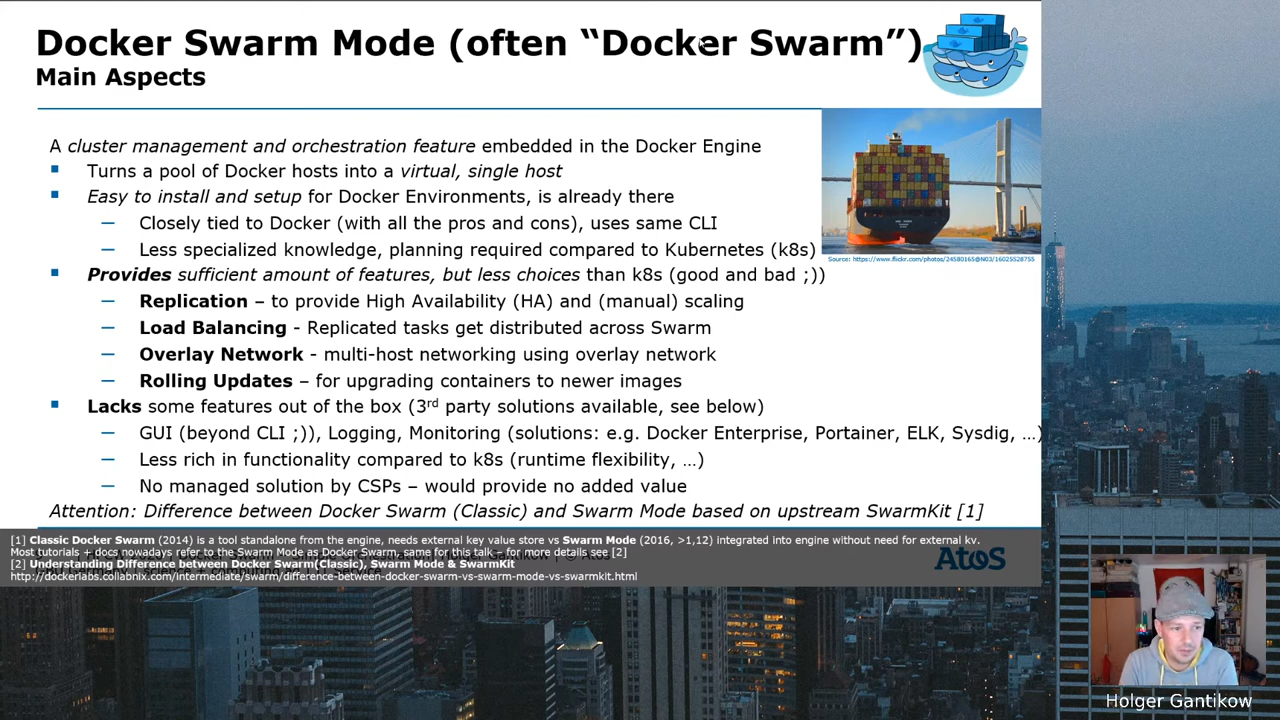 Docker Swarm Mode (often “Docker Swarm”)
Main Aspects
A cluster management and orchestration feature embedded in the Docker Engine
Turns a pool of Docker hosts into a virtual, single host
Easy to install and setup for Docker Environments, is already there
— Closely tied to Docker (with all the pros and cons), uses same CLI
— Less specialized knowledge, planning required compared to Kubernetes (k8s)
Source: https://www.flickr.com/photos/24580165@N03/16025528755
Provides sufficient amount of features, but less choices than k8s (good and bad ;))
— Replication – to provide High Availability (HA) and (manual) scaling
— Load Balancing - Replicated tasks get distributed across Swarm
— Overlay Network - multi-host networking using overlay network
— Rolling Updates – for upgrading containers to newer images
Lacks some features out of the box (3rd party solutions available, see below)
— GUI (beyond CLI ;)), Logging, Monitoring (solutions: e.g. Docker Enterprise, Portainer, ELK, Sysdig, …)
— Less rich in functionality compared to k8s (runtime flexibility, …)
— No managed solution by CSPs – would provide no added value
Attention: Difference between Docker Swarm (Classic) and Swarm Mode based on upstream SwarmKit [1]
[1] Classic Docker Swarm (2014) is a tool standalone from the engine, needs external key value store vs Swarm Mode (2016, >1,12) integrated into engine without need for external kv.
Most tutorials + docs nowadays refer to the Swarm Mode as Docker Swarm, same for this talk – for more details see [2]
[2] Understanding Difference between Docker Swarm(Classic), Swarm Mode & SwarmKit
http://dockerlabs.collabnix.com/intermediate/swarm/difference-between-docker-swarm-vs-swarm-mode-vs-swarmkit.html
Atos
Holger Gantikow